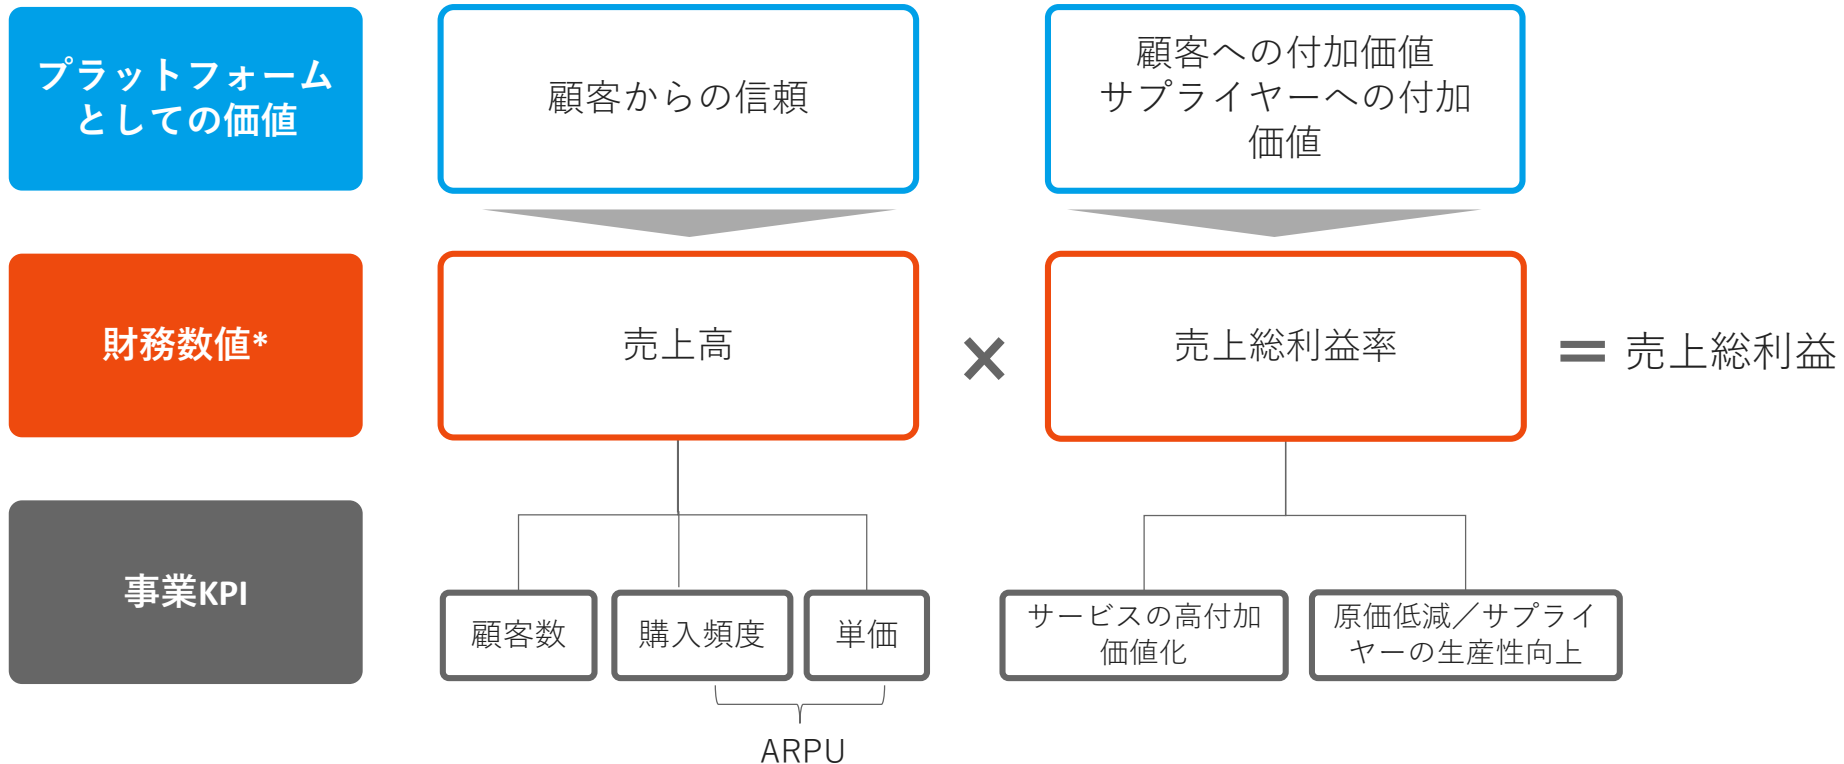 プラットフォーム
としての価値
顧客からの信頼
顧客への付加価値
サプライヤーへの付加
価値
財務数値*
売上高
×
売上総利益率
＝ 売上総利益
事業KPI
顧客数
購入頻度
単価
サービスの高付加
価値化
原価低減／サプライ
ヤーの生産性向上
ARPU